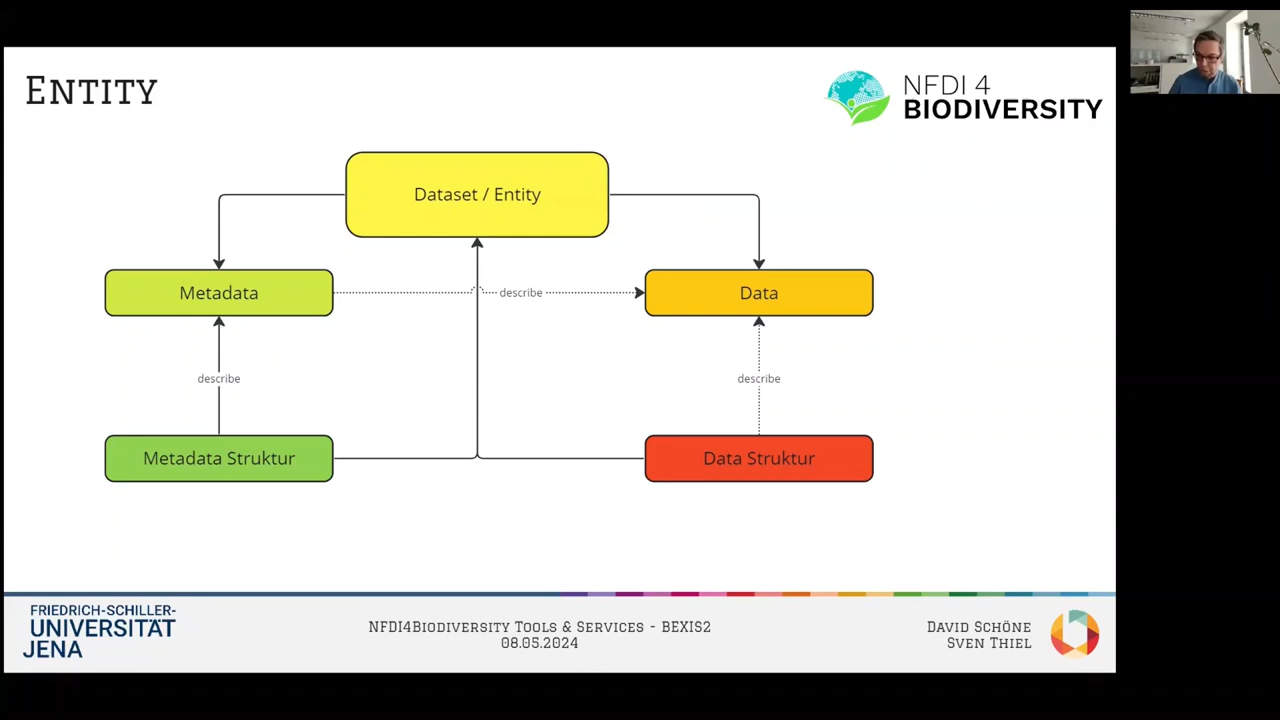 ENTITY
NFDI 4
BIODIVERSITY
Dataset / Entity
Metadata
describe
Data
describe
describe
Metadata Struktur
Data Struktur
FRIEDRICH-SCHILLER-
UNIVERSITÄT
JENA
NFDI4BIODIVERSITY TOOLS & SERVICES - BEXIS2
08.05.2024
DAVID SCHÖNE
SVEN THIEL